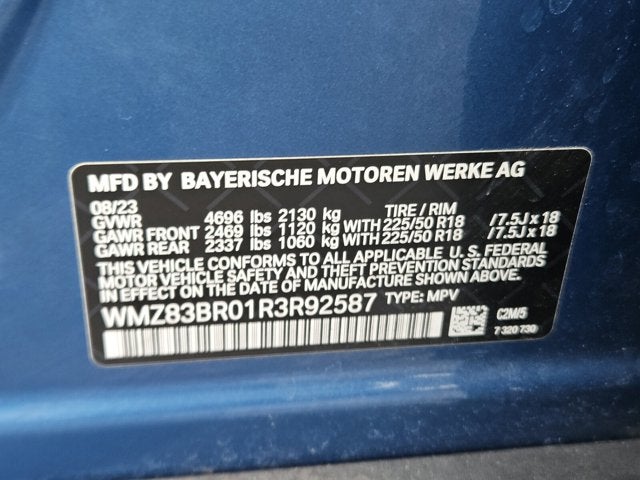 MFD BY BAYERISCHE MOTOREN WERKE AG
08/23
GVWR 4696 lbs 2130 kg TIRE / RIM
GAWR FRONT 2469 lbs 1120 kg WITH 225/50 R18 /7.5J x 18
GAWR REAR 2337 lbs 1060 kg WITH 225/50 R18 /7.5J x 18
THIS VEHICLE CONFORMS TO ALL APPLICABLE U. S. FEDERAL
MOTOR VEHICLE SAFETY AND THEFT PREVENTION STANDARDS
IN EFFECT ON THE DATE OF MANUFACTURE SHOWN ABOVE.
WMZ83BR01R3R92587 TYPE: MPV
C2M/5
7 320 730